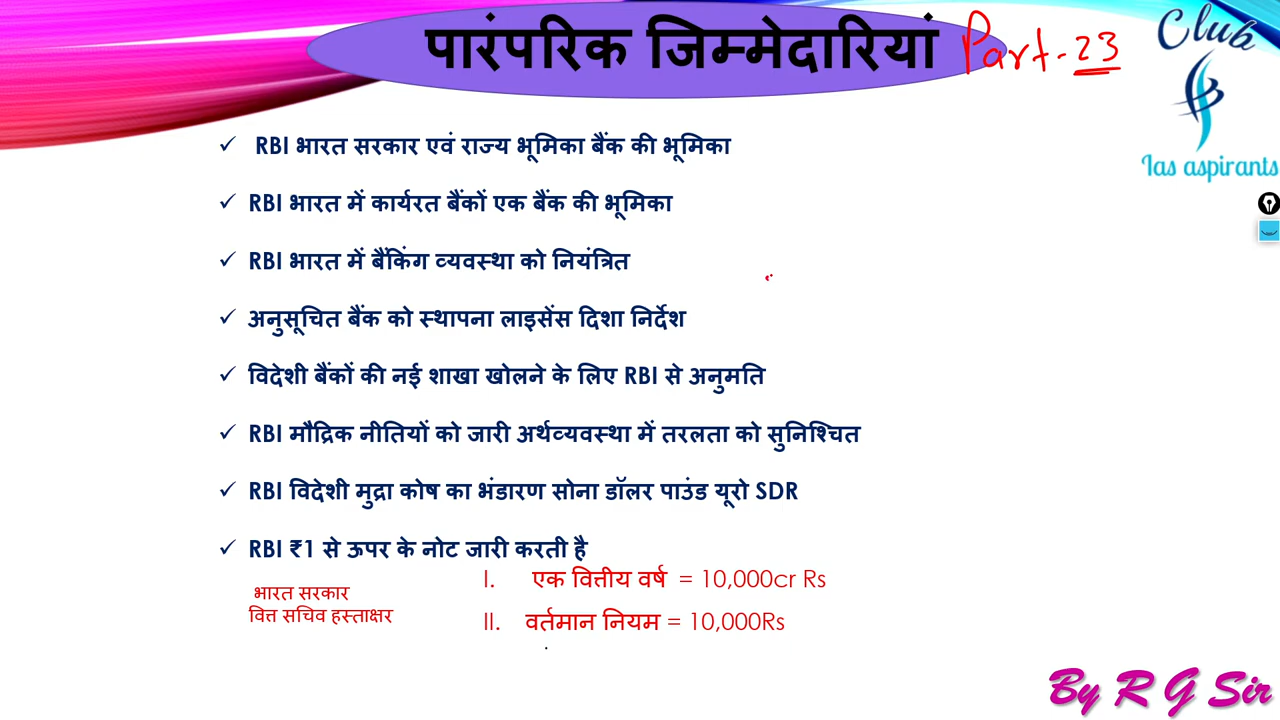 पारंपरिक जिम्मेदारियां Part-23
Club
Ias aspirants
RBI भारत सरकार एवं राज्य भूमिका बैंक की भूमिका
RBI भारत में कार्यरत बैंकों एक बैंक की भूमिका
RBI भारत में बैंकिंग व्यवस्था को नियंत्रित
अनुसूचित बैंक को स्थापना लाइसेंस दिशा निर्देश
विदेशी बैंकों की नई शाखा खोलने के लिए RBI से अनुमति
RBI मौद्रिक नीतियों को जारी अर्थव्यवस्था में तरलता को सुनिश्चित
RBI विदेशी मुद्रा कोष का भंडारण सोना डॉलर पाउंड यूरो SDR
RBI ₹1 से ऊपर के नोट जारी करती है
भारत सरकार
वित्त सचिव हस्ताक्षर
I. एक वित्तीय वर्ष = 10,000cr Rs
II. वर्तमान नियम = 10,000Rs
By R G Sir